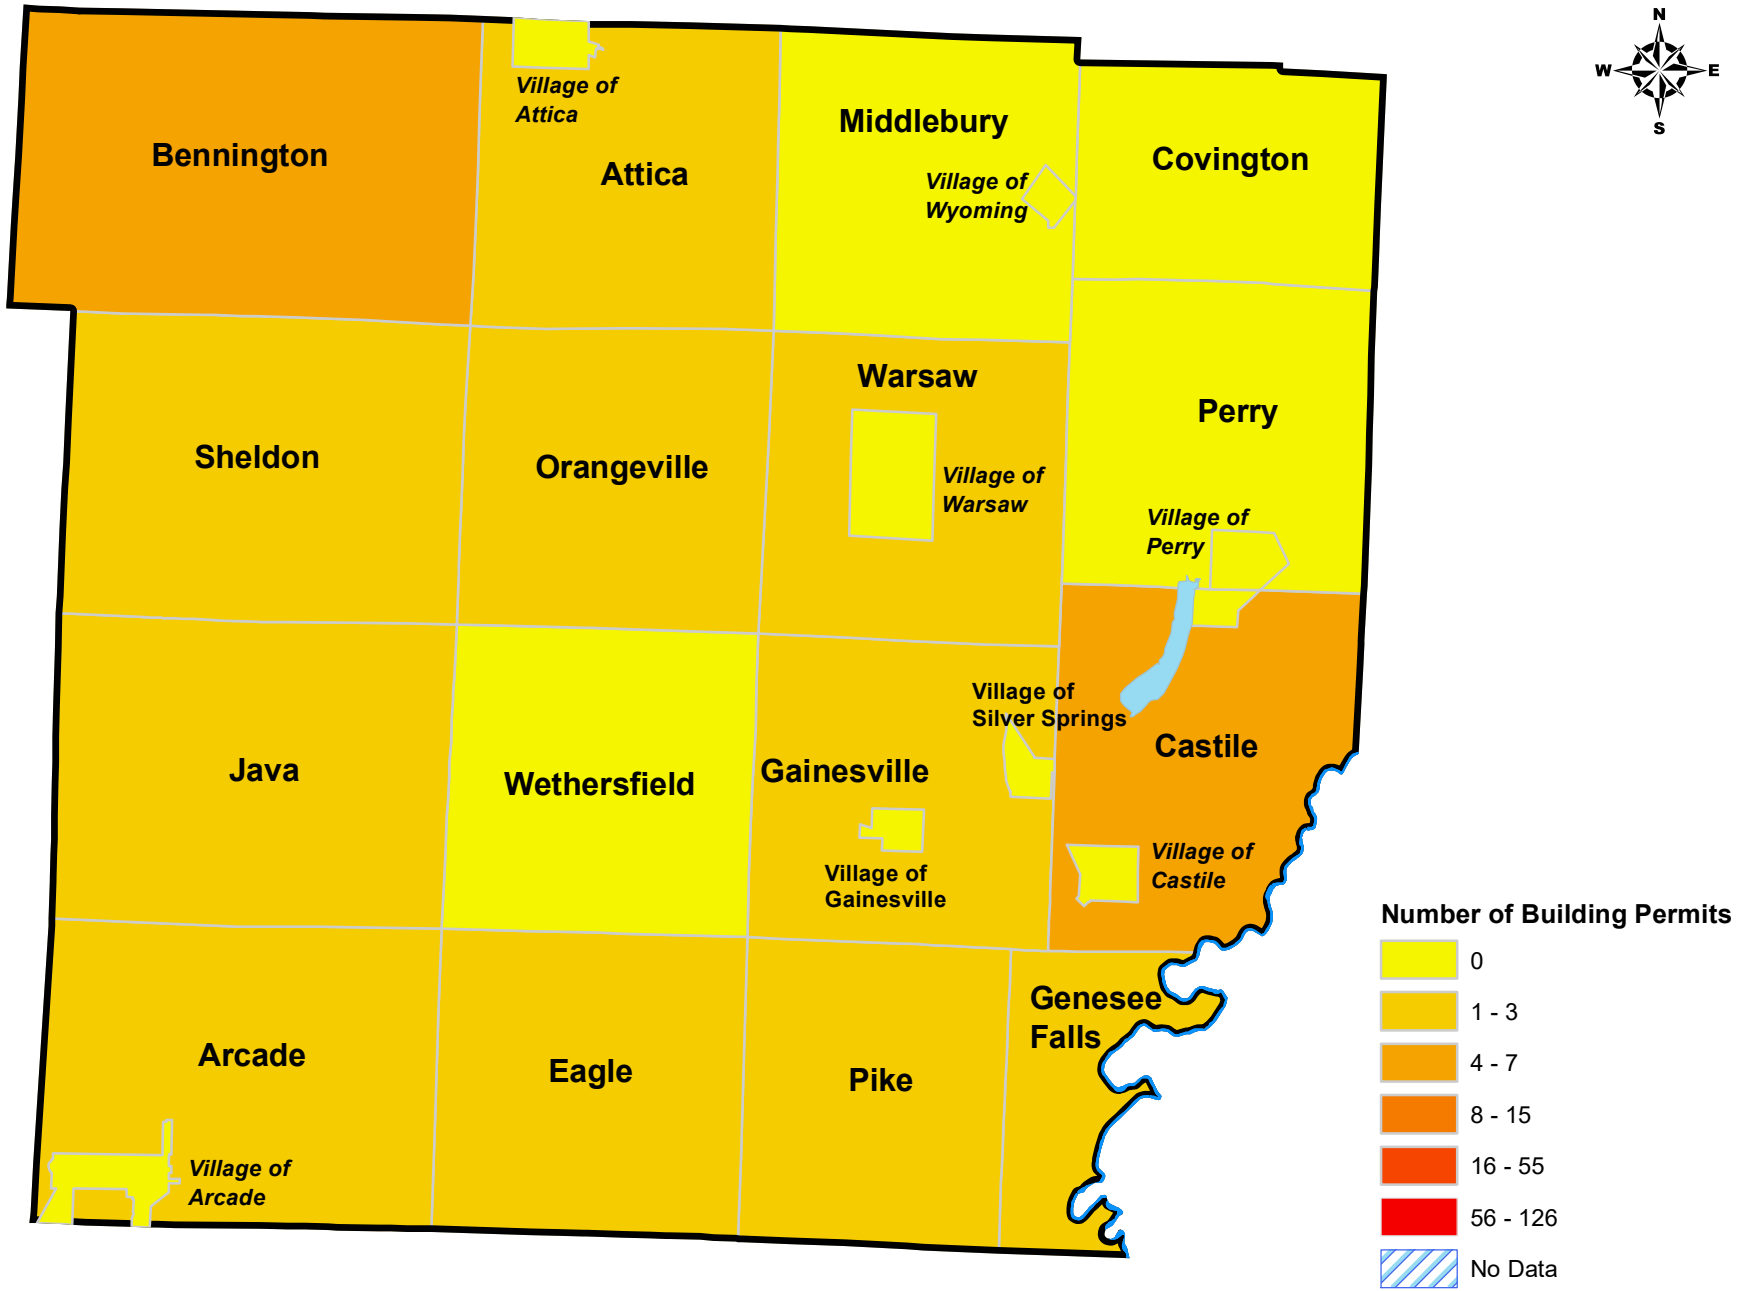 N
W
E
S
Village of
Attica
Bennington
Attica
Middlebury
Village of
Wyoming
Covington
Sheldon
Orangeville
Warsaw
Village of
Warsaw
Perry
Village of
Perry
Java
Wethersfield
Gainesville
Village of
Silver Springs
Village of
Gainesville
Castile
Village of
Castile
Arcade
Village of
Arcade
Eagle
Pike
Genesee
Falls
Number of Building Permits
0
1 - 3
4 - 7
8 - 15
16 - 55
56 - 126
No Data